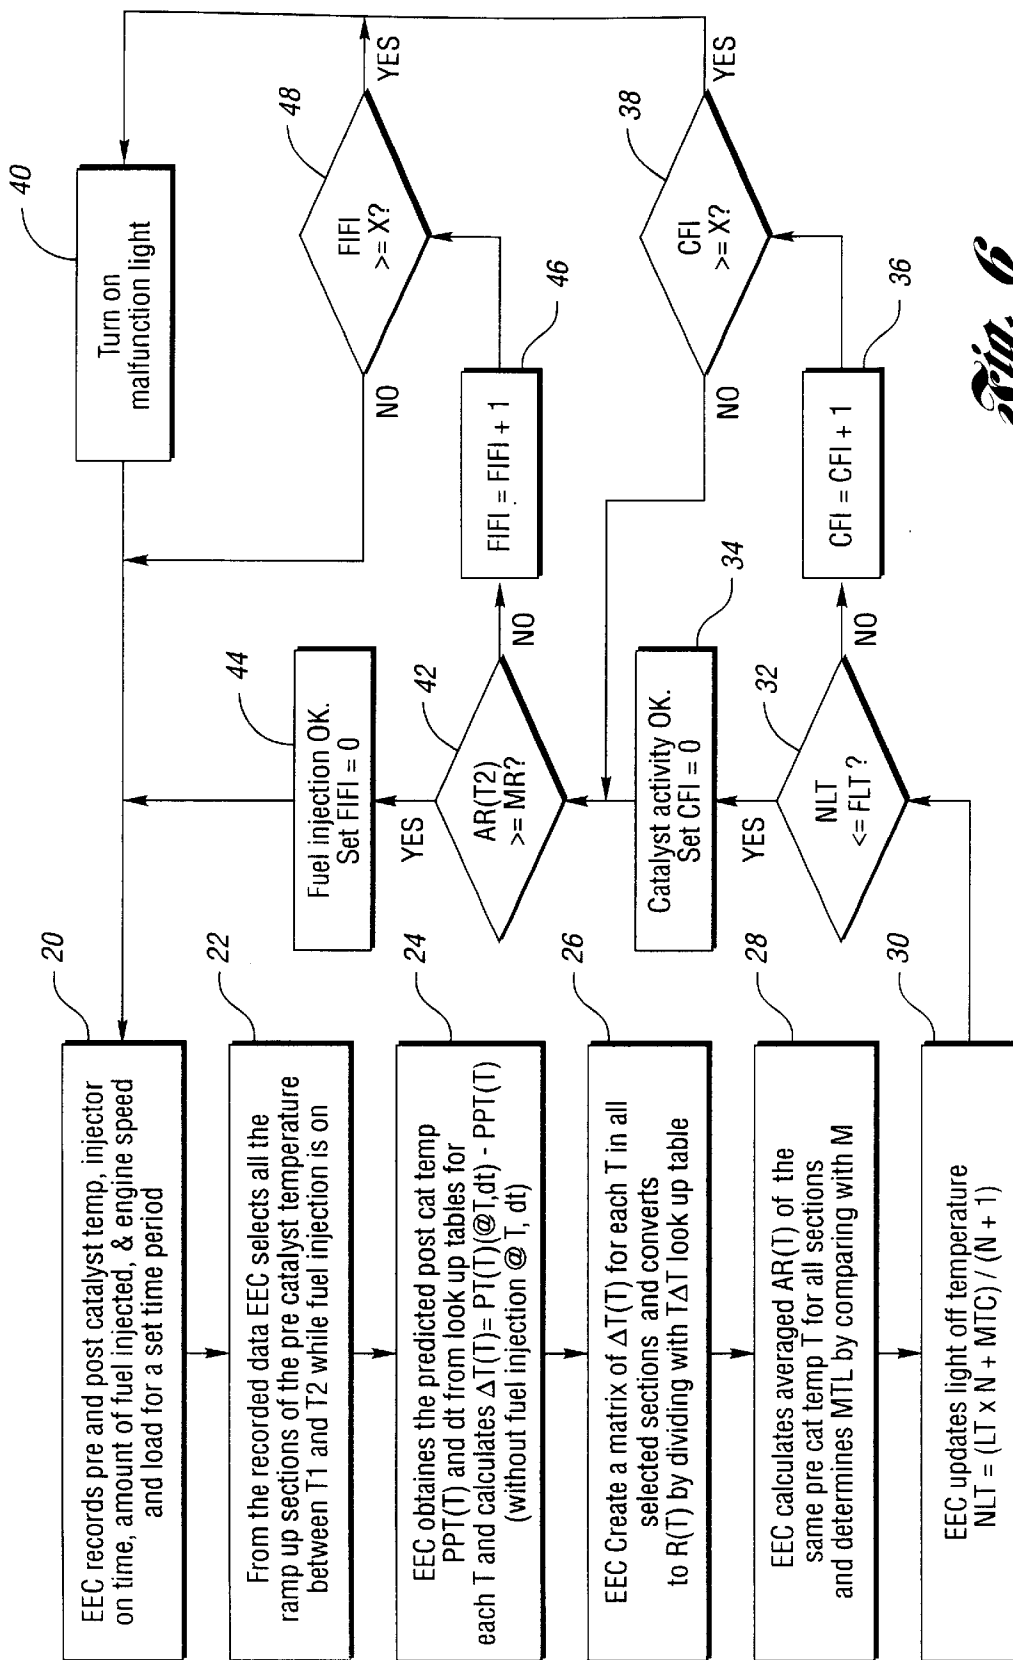 20
EEC records pre and post catalyst temp, injector
on time, amount of fuel injected, & engine speed
and load for a set time period
22
From the recorded data EEC selects all the
ramp up sections of the pre catalyst temperature
between T1 and T2 while fuel injection is on
24
EEC obtaines the predicted post cat temp
PPT(T) and dt from look up tables for
each T and calculates ΔT(T)= PT(T)(@T,dt) - PPT(T)
(without fuel injection @ T, dt)
26
EEC Create a matrix of ΔT(T) for each T in all
selected sections and converts
to R(T) by dividing with TΔT look up table
28
EEC calculates averaged AR(T) of the
same pre cat temp T for all sections
and determines MTL by comparing with M
30
EEC updates light off temperature
NLT = (LT x N + MTC) / (N + 1)
32
NLT
<= FLT ?
YES
NO
34
Catalyst activity OK.
Set CFI = 0
36
CFI = CFI + 1
38
CFI
>= X?
NO
YES
42
AR(T2)
>= MR?
YES
NO
44
Fuel injection OK.
Set FIFI = 0
46
FIFI = FIFI + 1
48
FIFI
>= X?
NO
YES
40
Turn on
malfunction light
Fig. 6